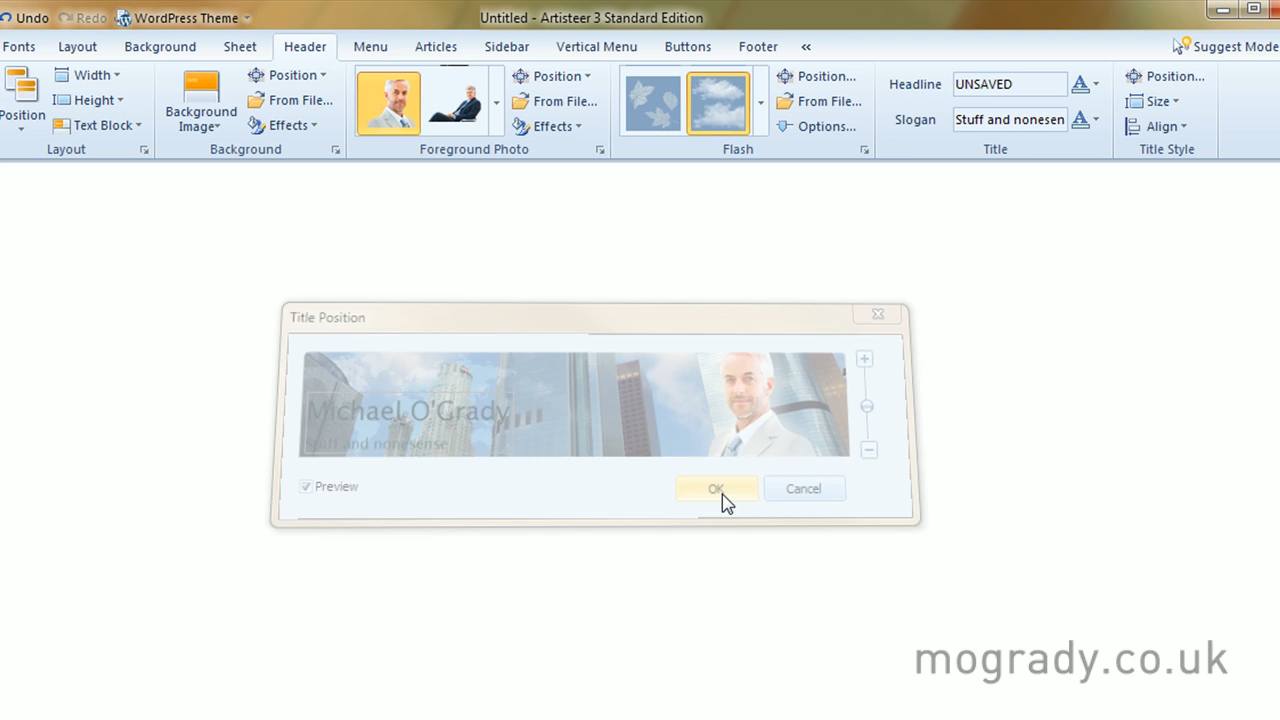 Undo Redo WordPress Theme Untitled - Artisteer 3 Standard Edition
Fonts Layout Background Sheet Header Menu Articles Sidebar Vertical Menu Buttons Footer « Suggest Mode
Position Width Height Text Block
Layout
Background Image Position From File... Effects
Background
Position From File... Effects
Foreground Photo
Position... From File... Options...
Flash
Headline UNSAVED
Slogan Stuff and nonesen
Title
Position... Size Align
Title Style
Title Position
Michael O'Grady
Stuff and nonesense
Preview OK Cancel
mogrady.co.uk